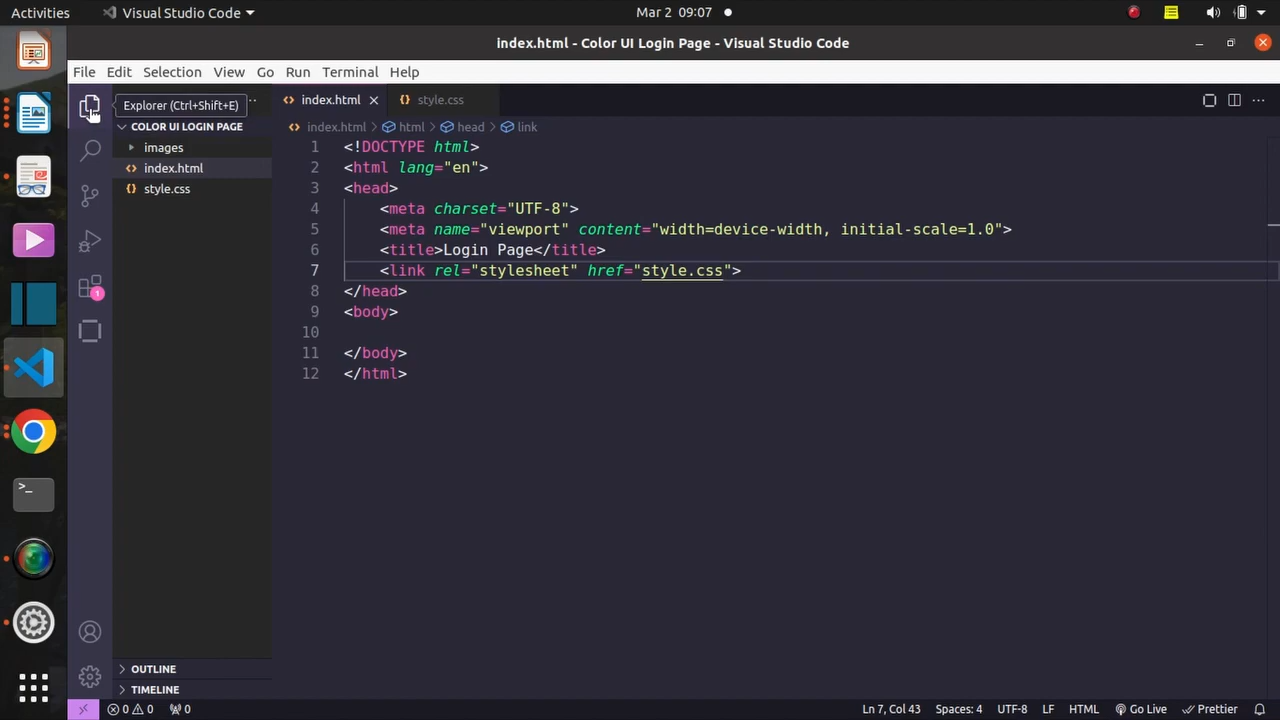 Activities
Visual Studio Code
Mar 2 09:07
index.html - Color UI Login Page - Visual Studio Code
File Edit Selection View Go Run Terminal Help
Explorer (Ctrl+Shift+E)
COLOR UI LOGIN PAGE
images
index.html
style.css
OUTLINE
TIMELINE
1
index.html
style.css
index.html html head link
1 <!DOCTYPE html>
2 <html lang="en">
3 <head>
4     <meta charset="UTF-8">
5     <meta name="viewport" content="width=device-width, initial-scale=1.0">
6     <title>Login Page</title>
7     <link rel="stylesheet" href="style.css">
8 </head>
9 <body>
10
11 </body>
12 </html>
0 0 0 Ln 7, Col 43 Spaces: 4 UTF-8 LF HTML Go Live Prettier